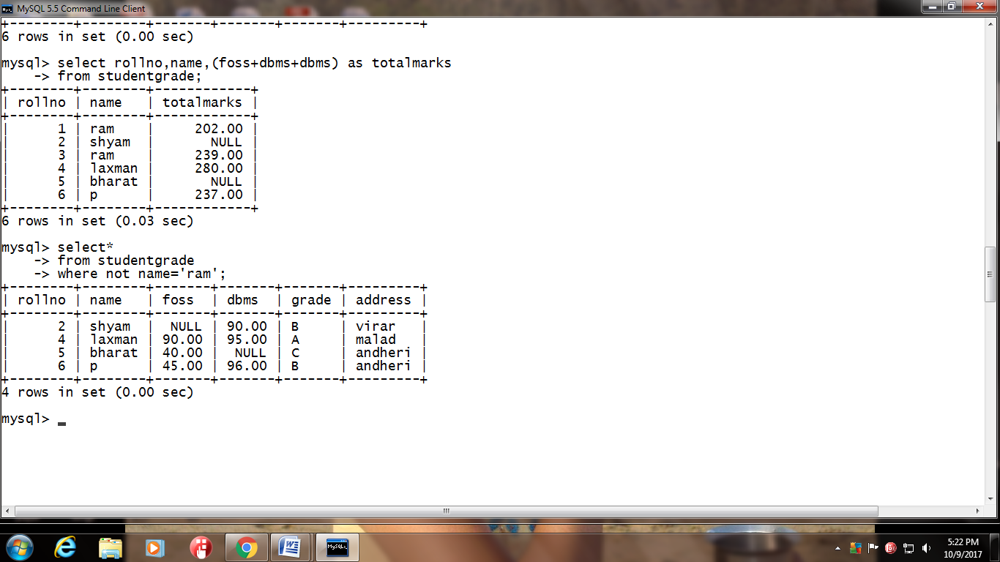 MySQL 5.5 Command Line Client
+--------+--------+-------+-------+-------+---------+
6 rows in set (0.00 sec)
mysql> select rollno,name,(foss+dbms+dbms) as totalmarks
    -> from studentgrade;
+--------+--------+------------+
| rollno | name   | totalmarks |
+--------+--------+------------+
|      1 | ram    |     202.00 |
|      2 | shyam  |       NULL |
|      3 | ram    |     239.00 |
|      4 | laxman |     280.00 |
|      5 | bharat |       NULL |
|      6 | p      |     237.00 |
+--------+--------+------------+
6 rows in set (0.03 sec)
mysql> select*
    -> from studentgrade
    -> where not name='ram';
+--------+--------+-------+-------+-------+---------+
| rollno | name   | foss  | dbms  | grade | address |
+--------+--------+-------+-------+-------+---------+
|      2 | shyam  |  NULL | 90.00 | B     | virar   |
|      4 | laxman | 90.00 | 95.00 | A     | malad   |
|      5 | bharat | 40.00 |  NULL | C     | andheri |
|      6 | p      | 45.00 | 96.00 | B     | andheri |
+--------+--------+-------+-------+-------+---------+
4 rows in set (0.00 sec)
mysql>
5:22 PM
10/9/2017